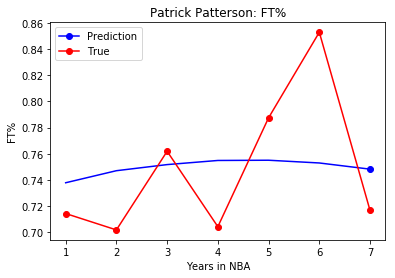 Patrick Patterson: FT%
0.86
0.84
0.82
0.80
0.78
0.76
0.74
0.72
0.70
FT%
Prediction
True
1 2 3 4 5 6 7
Years in NBA